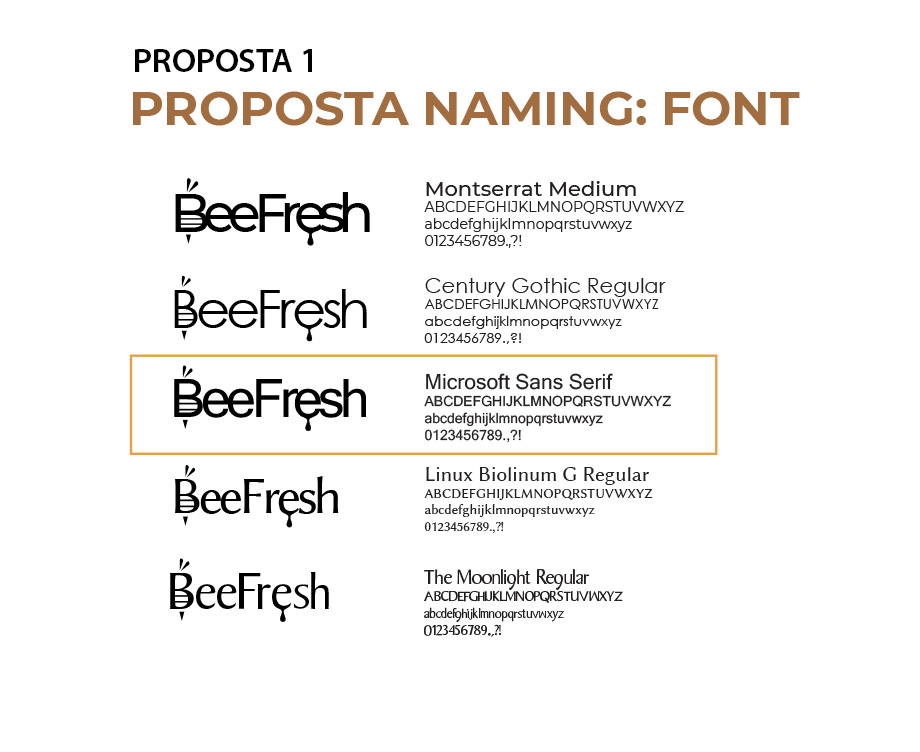 PROPOSTA 1
PROPOSTA NAMING: FONT
BeeFresh
Montserrat Medium
ABCDEFGHIJKLMNOPQRSTUVWXYZ
abcdefghijklmnopqrstuvwxyz
0123456789.,?!
BeeFresh
Century Gothic Regular
ABCDEFGHIJKLMNOPQRSTUVWXYZ
abcdefghijklmnopqrstuvwxyz
0123456789.,?!
BeeFresh
Microsoft Sans Serif
ABCDEFGHIJKLMNOPQRSTUVWXYZ
abcdefghijklmnopqrstuvwxyz
0123456789.,?!
BeeFresh
Linux Biolinum G Regular
ABCDEFGHIJKLMNOPQRSTUVWXYZ
abcdefghijklmnopqrstuvwxyz
0123456789.,?!
BeeFresh
The Moonlight Regular
ABCDEFGHIJKLMNOPQRSTUVWXYZ
abcdefghijklmnopqrstuvwxyz
0123456789.,?!